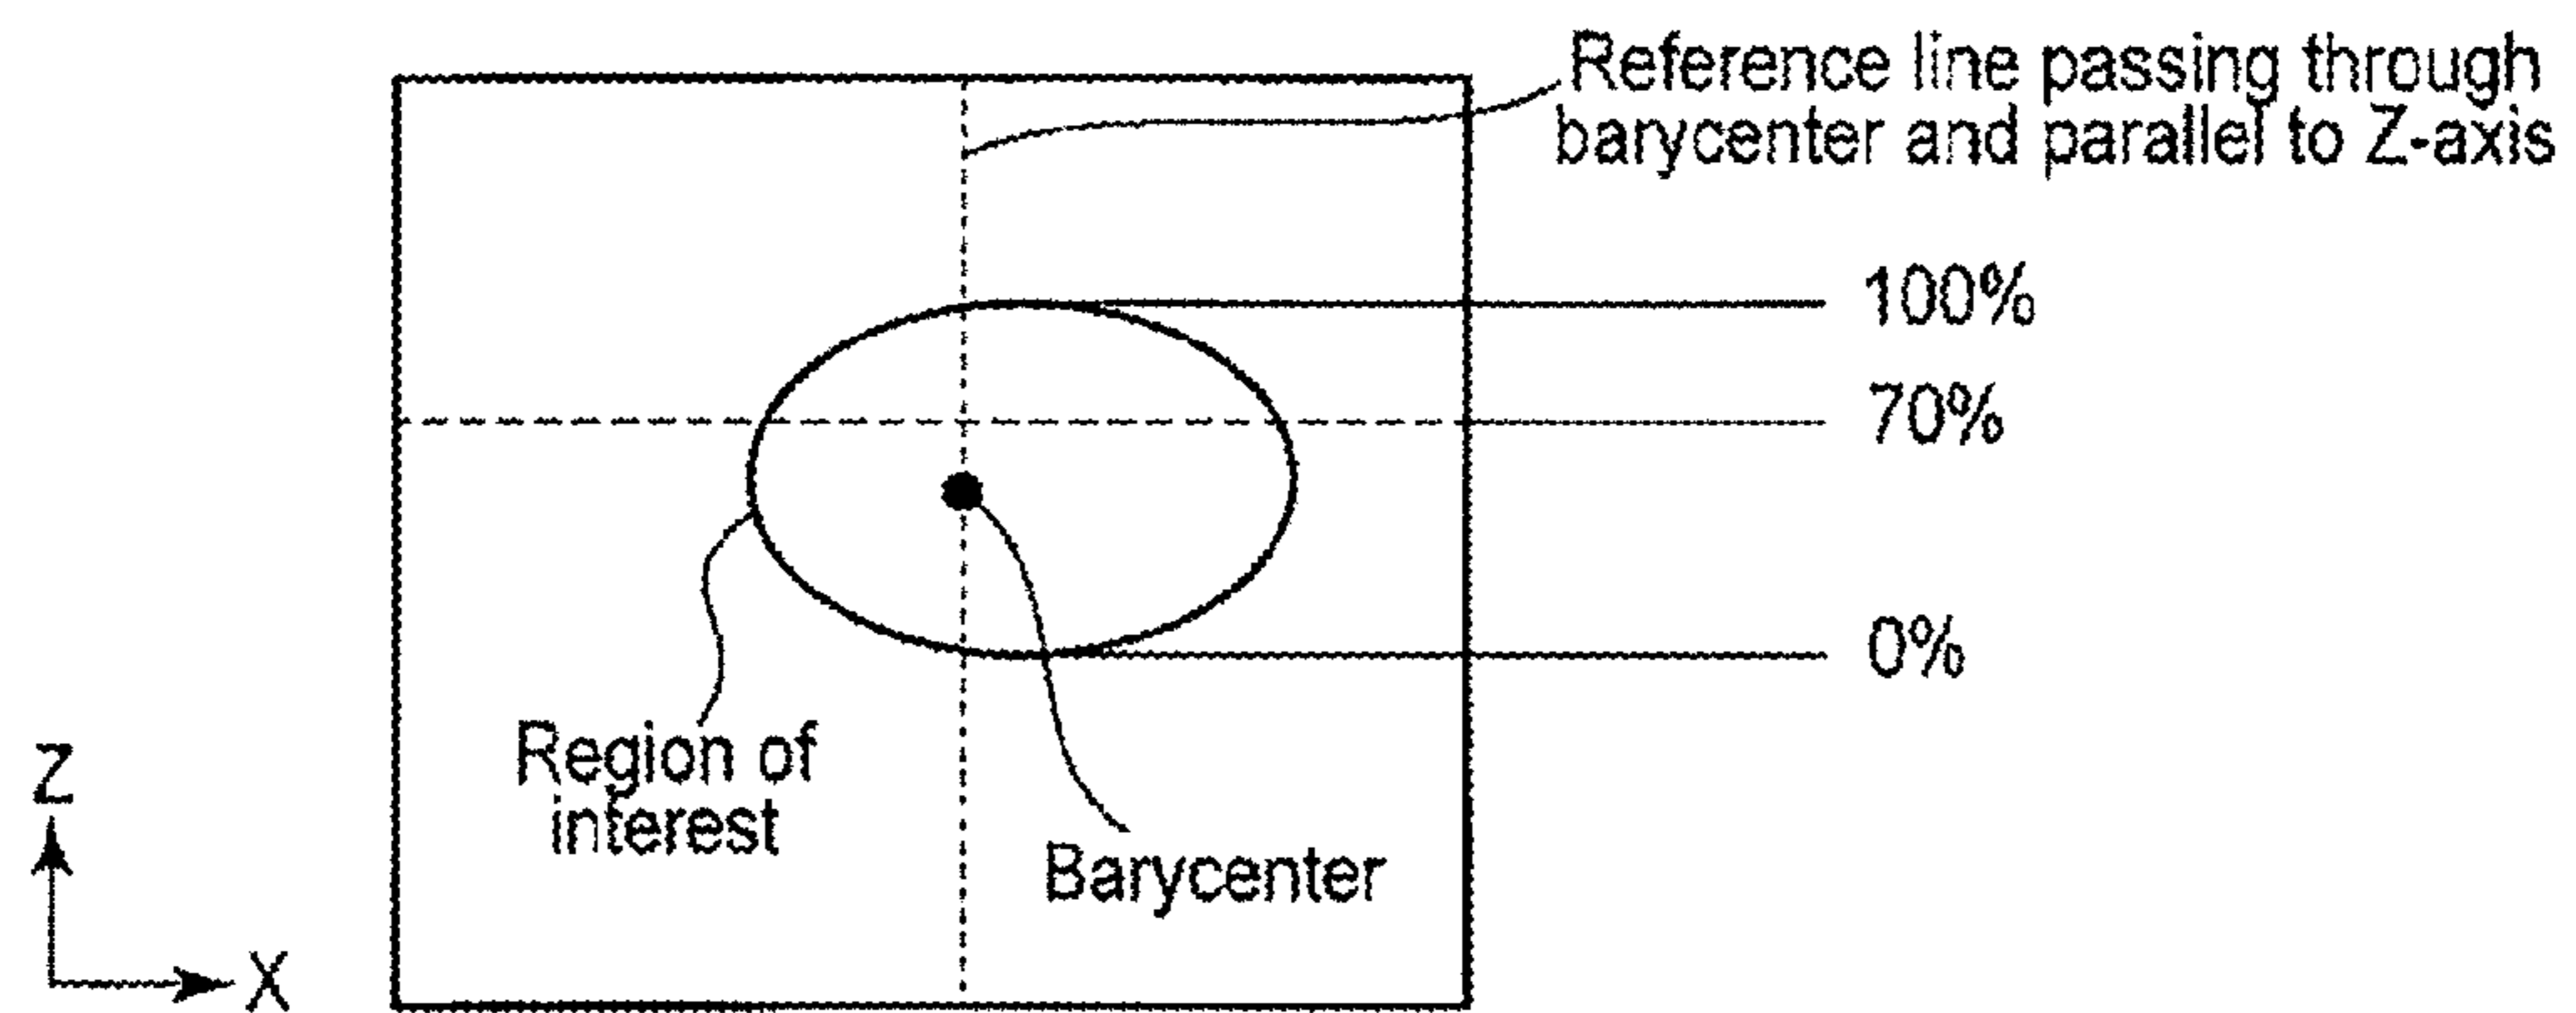 Reference line passing through
barycenter and parallel to Z-axis
100%
70%
0%
Region of
interest
Barycenter
Z
X